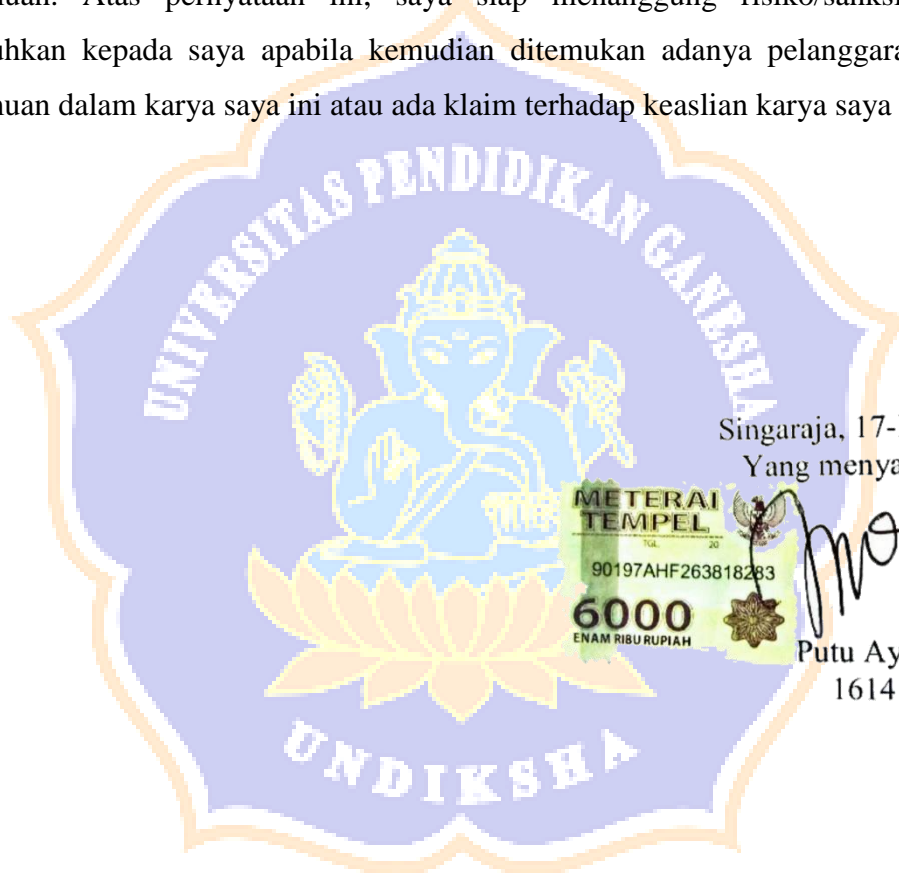 Atas pernyataan ini, saya siap menanggung risiko/sanksi
uhkan kepada saya apabila kemudian ditemukan adanya pelanggara
uan dalam karya saya ini atau ada klaim terhadap keaslian karya saya
UNIVERSITAS PENDIDIKAN GANESHA
Singaraja, 17-
Yang menya
METERAI
TEMPEL
TGL. 20
90197AHF263818283
6000
ENAM RIBU RUPIAH
Putu Ay
1614
UNDIKSHA